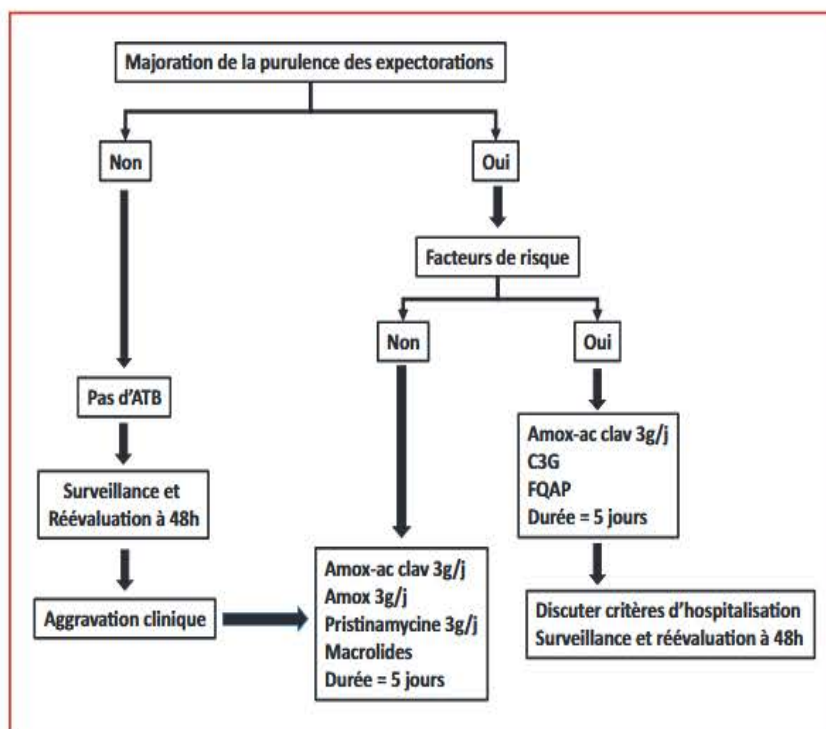 Majoration de la purulence des expectorations
Non
Oui
Facteurs de risque
Non
Oui
Pas d'ATB
Amox-ac clav 3g/j
C3G
FQAP
Durée = 5 jours
Surveillance et
Réévaluation à 48h
Amox-ac clav 3g/j
Amox 3g/j
Pristinamycine 3g/j
Macrolides
Durée = 5 jours
Aggravation clinique
Discuter critères d'hospitalisation
Surveillance et réévaluation à 48h